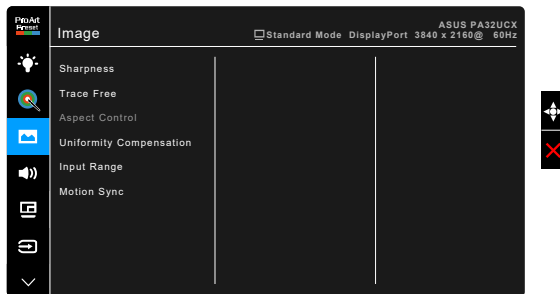 ProArt
Preset
Image
ASUS PA32UCX
Standard Mode DisplayPort 3840 x 2160@ 60Hz
Sharpness
Trace Free
Aspect Control
Uniformity Compensation
Input Range
Motion Sync